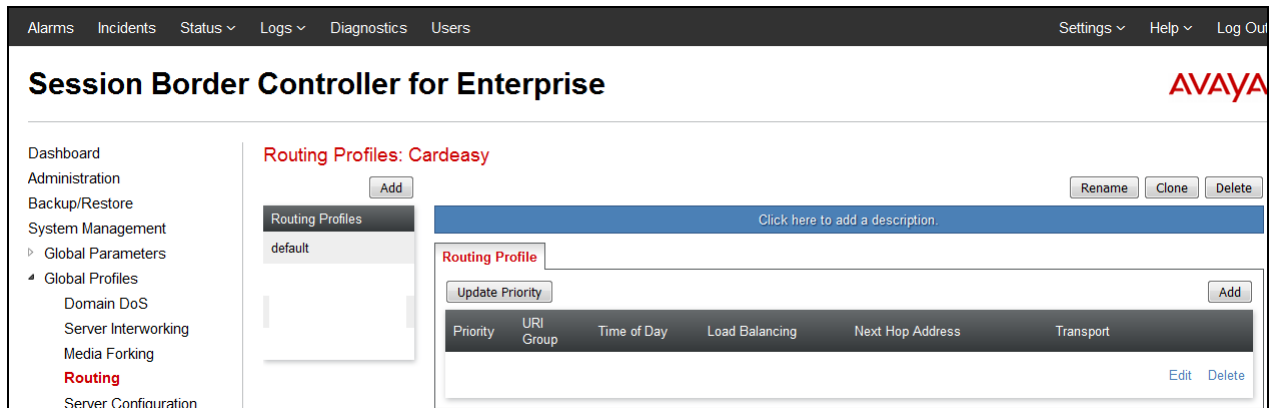 Alarms Incidents Status Logs Diagnostics Users Settings Help Log Out
Session Border Controller for Enterprise
AVAYA
Dashboard
Administration
Backup/Restore
System Management
Global Parameters
Global Profiles
Domain DoS
Server Interworking
Media Forking
Routing
Server Configuration
Routing Profiles: Cardeasy
Add
Rename Clone Delete
Routing Profiles
default
Click here to add a description.
Routing Profile
Update Priority Add
Priority URI Group Time of Day Load Balancing Next Hop Address Transport
Edit Delete